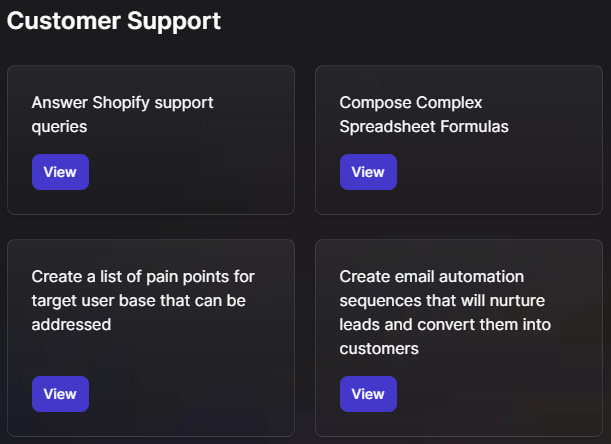 Customer Support
Answer Shopify support
queries
View
Compose Complex
Spreadsheet Formulas
View
Create a list of pain points for
target user base that can be
addressed
View
Create email automation
sequences that will nurture
leads and convert them into
customers
View